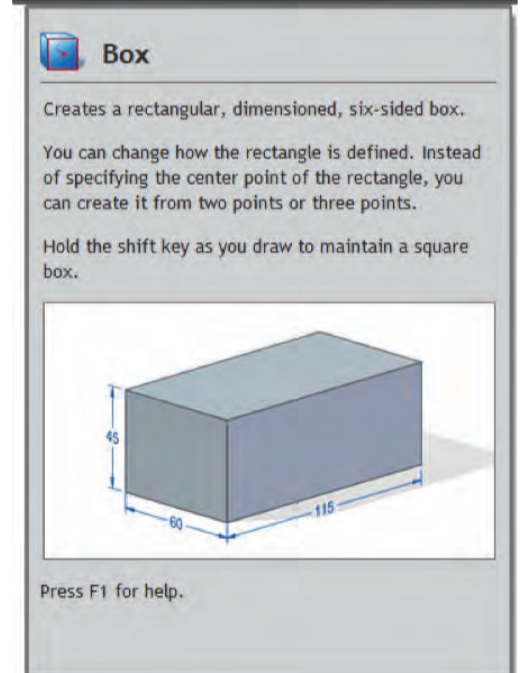 Box
Creates a rectangular, dimensioned, six-sided box.
You can change how the rectangle is defined. Instead
of specifying the center point of the rectangle, you
can create it from two points or three points.
Hold the shift key as you draw to maintain a square
box.
45
60
115
Press F1 for help.